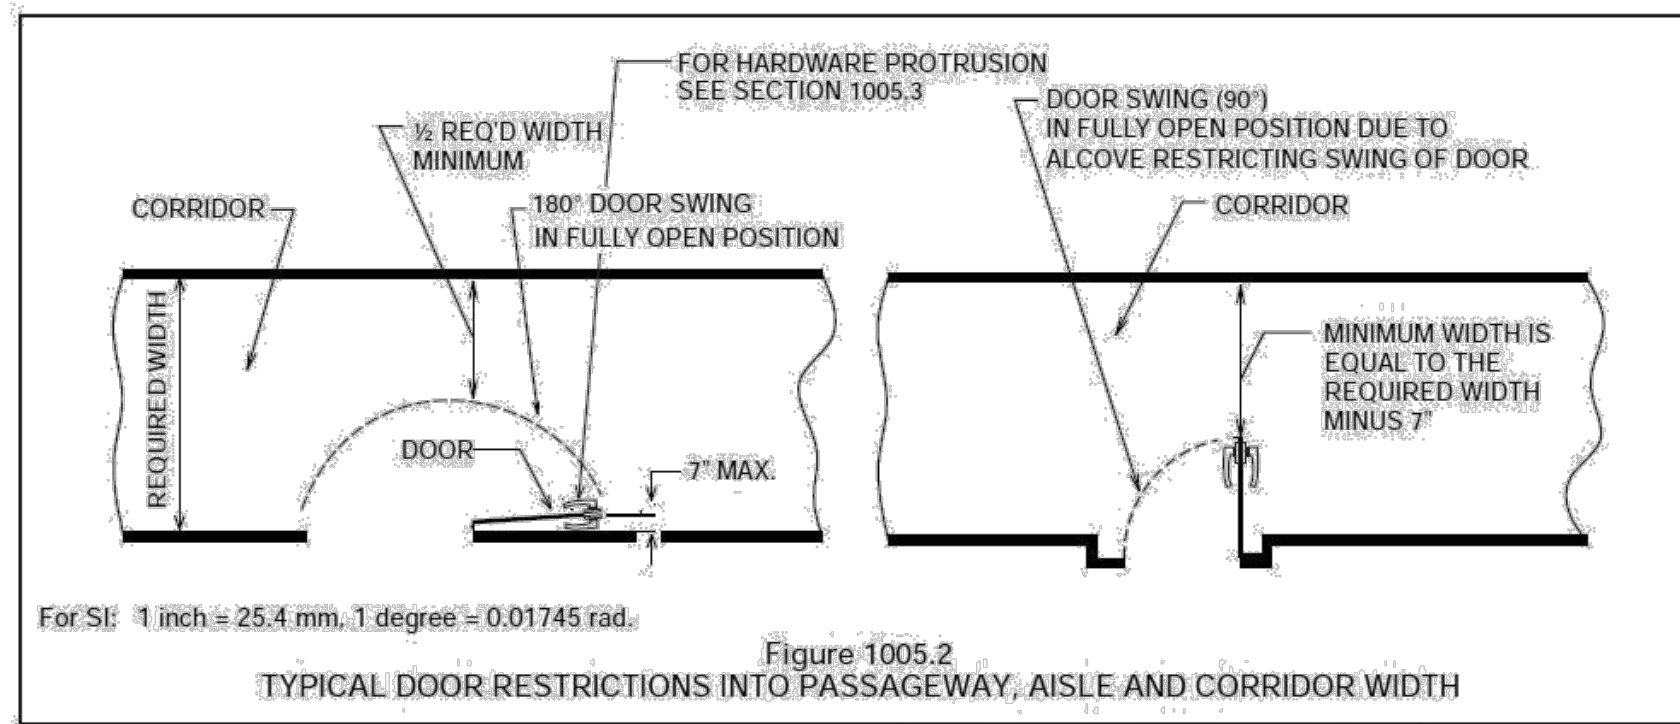 FOR HARDWARE PROTRUSION
SEE SECTION 1005.3
DOOR SWING (90°)
IN FULLY OPEN POSITION DUE TO
ALCOVE RESTRICTING SWING OF DOOR
½ REQ'D WIDTH
MINIMUM
180° DOOR SWING
IN FULLY OPEN POSITION
CORRIDOR
CORRIDOR
REQUIRED WIDTH
MINIMUM WIDTH IS
EQUAL TO THE
REQUIRED WIDTH
MINUS 7"
DOOR
7" MAX.
For SI: 1 inch = 25.4 mm, 1 degree = 0.01745 rad.
Figure 1005.2
TYPICAL DOOR RESTRICTIONS INTO PASSAGEWAY, AISLE AND CORRIDOR WIDTH